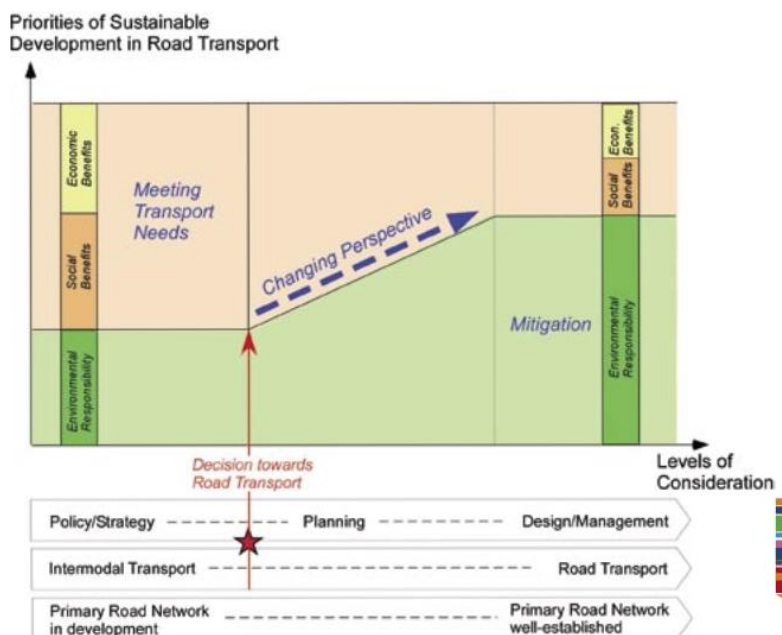 Priorities of Sustainable
Development in Road Transport
Economic
Benefits
Social
Benefits
Environmental
Responsibility
Meeting
Transport
Needs
Changing Perspective
Mitigation
Econ.
Benefits
Social
Benefits
Environmental
Responsibility
Decision towards
Road Transport
Levels of
Consideration
Policy/Strategy Planning Design/Management
Intermodal Transport Road Transport
Primary Road Network Primary Road Network
in development well-established